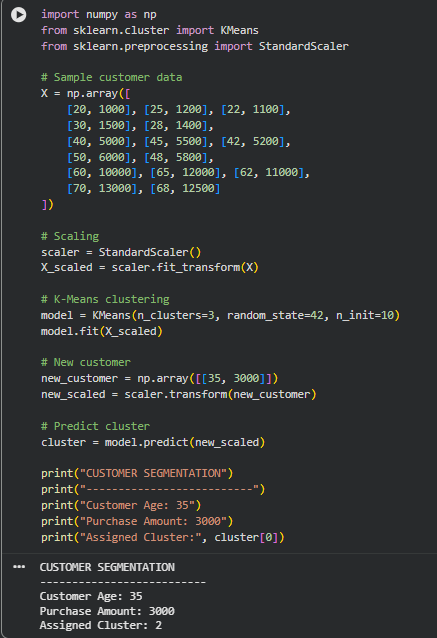 import numpy as np
from sklearn.cluster import KMeans
from sklearn.preprocessing import StandardScaler

# Sample customer data
X = np.array([
    [20, 1000], [25, 1200], [22, 1100],
    [30, 1500], [28, 1400],
    [40, 5000], [45, 5500], [42, 5200],
    [50, 6000], [48, 5800],
    [60, 10000], [65, 12000], [62, 11000],
    [70, 13000], [68, 12500]
])

# Scaling
scaler = StandardScaler()
X_scaled = scaler.fit_transform(X)

# K-Means clustering
model = KMeans(n_clusters=3, random_state=42, n_init=10)
model.fit(X_scaled)

# New customer
new_customer = np.array([[35, 3000]])
new_scaled = scaler.transform(new_customer)

# Predict cluster
cluster = model.predict(new_scaled)

print("CUSTOMER SEGMENTATION")
print("--------------------------")
print("Customer Age: 35")
print("Purchase Amount: 3000")
print("Assigned Cluster:", cluster[0])

CUSTOMER SEGMENTATION
--------------------------
Customer Age: 35
Purchase Amount: 3000
Assigned Cluster: 2